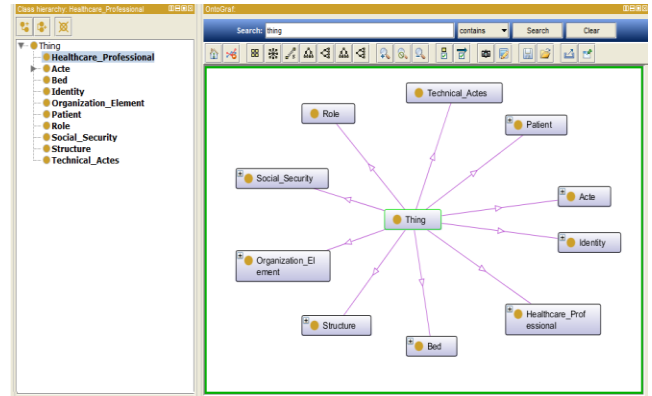 Class hierarchy: Healthcare_Professional
Thing
Healthcare_Professional
Acte
Bed
Identity
Organization_Element
Patient
Role
Social_Security
Structure
Technical_Actes
OntoGraf:
Search: thing contains Search Clear
Technical_Actes
Role
Patient
Social_Security
Acte
Thing
Identity
Organization_El
ement
Healthcare_Prof
essional
Structure
Bed